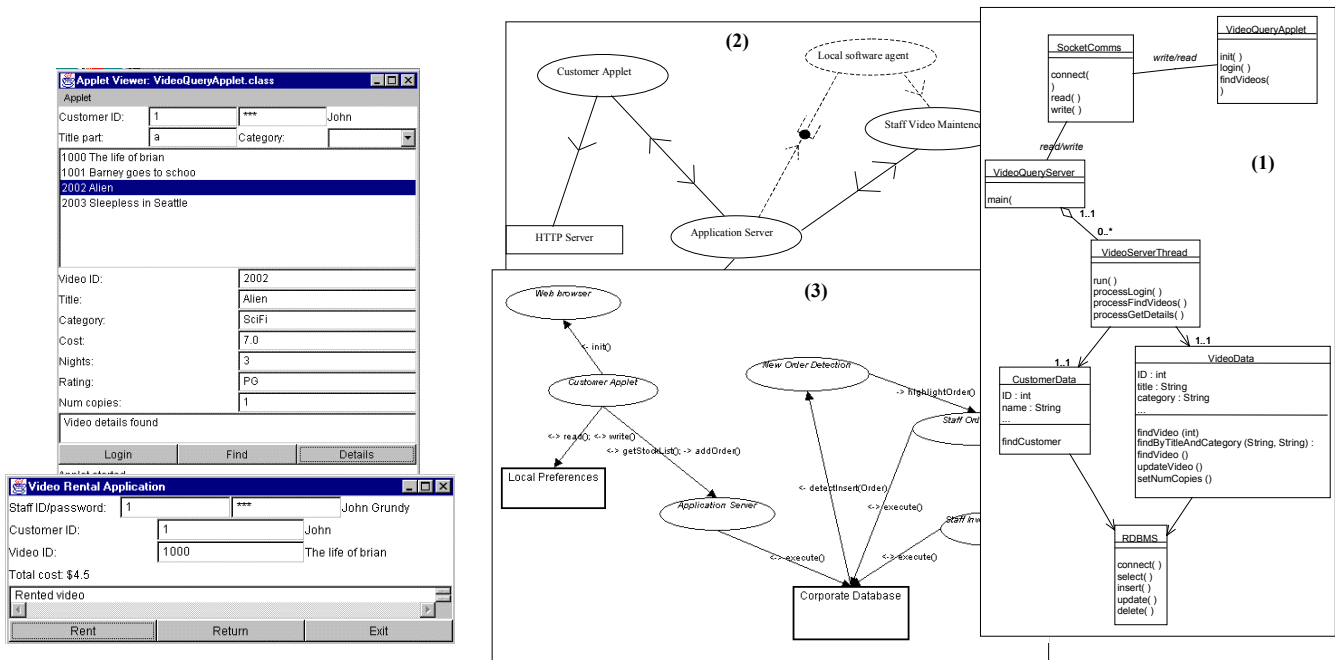 Applet Viewer: VideoQueryApplet.class
Applet
Customer ID: 1 *** John
Title part: a Category:
1000 The life of brian
1001 Barney goes to schoo
2002 Alien
2003 Sleepless in Seattle
Video ID: 2002
Title: Alien
Category: SciFi
Cost: 7.0
Nights: 3
Rating: PG
Num copies: 1
Video details found
Login Find Details
Applet started
Video Rental Application
Staff ID/password: 1 *** John Grundy
Customer ID: 1 John
Video ID: 1000 The life of brian
Total cost: $4.5
Rented video
Rent Return Exit
(2)
Customer Applet
Local software agent
Staff Video Maintenc
HTTP Server
Application Server
(3)
Web browser
<- init()
Customer Applet
New Order Detection
-> highlightOrder()
Staff Ord
<-> read(); <-> write()
<-> getStockList(); -> addOrder()
Local Preferences
<- detectInsert(Order)
Application Server
<-> execute()
Staff Inv
<-> execute()
<-> execute()
Corporate Database
(1)
SocketComms
connect(
)
read( )
write( )
write/read
VideoQueryApplet
init( )
login( )
findVideos(
)
read/write
VideoQueryServer
main(
1..1
0..*
VideoServerThread
run( )
processLogin( )
processFindVideos( )
processGetDetails( )
1..1
1..1
CustomerData
ID : int
name : String
...
findCustomer
VideoData
ID : int
title : String
category : String
...
findVideo (int)
findByTitleAndCategory (String, String) :
findVideo ()
updateVideo ()
setNumCopies ()
RDBMS
connect( )
select( )
insert( )
update( )
delete( )